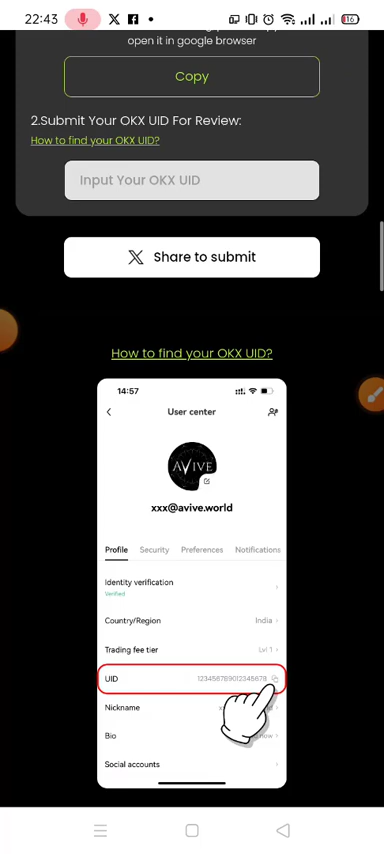 22:43
16
open it in google browser
Copy
2.Submit Your OKX UID For Review:
How to find your OKX UID?
Input Your OKX UID
Share to submit
How to find your OKX UID?
14:57
User center
AVIVE
xxx@avive.world
Profile Security Preferences Notifications
Identity verification
Verified
Country/Region India
Trading fee tier Lvl 1
UID 123456789012345678
Nickname
Bio now
Social accounts